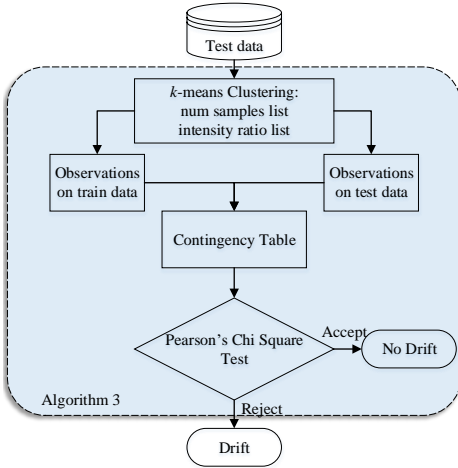 Test data
k-means Clustering:
num samples list
intensity ratio list
Observations
on train data
Observations
on test data
Contingency Table
Pearson's Chi Square
Test
Accept
No Drift
Algorithm 3
Reject
Drift